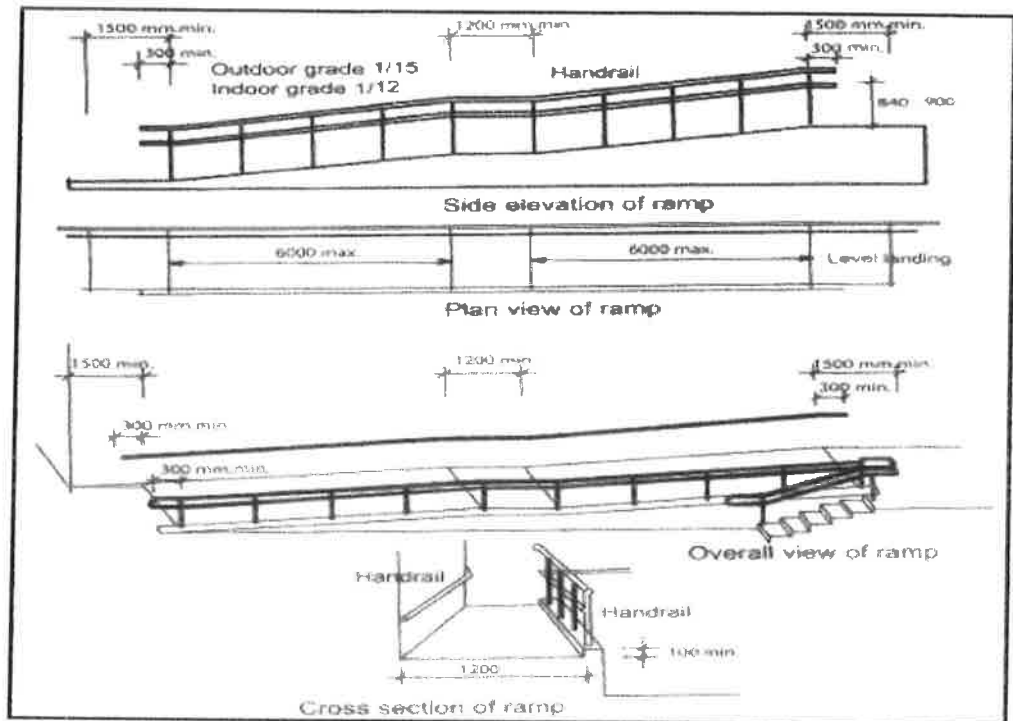 1500 mm min.
1200 mm min.
1500 mm min.
300 min.
300 min.
Outdoor grade 1/15
Handrail
Indoor grade 1/12
840 900
Side elevation of ramp
6000 max.
6000 max.
Level landing
Plan view of ramp
1500 min.
1200 min
1500 mm min.
300 min.
300 mm min
300 mm min.
Overall view of ramp
Handrail
Handrail
100 min.
1200
Cross section of ramp